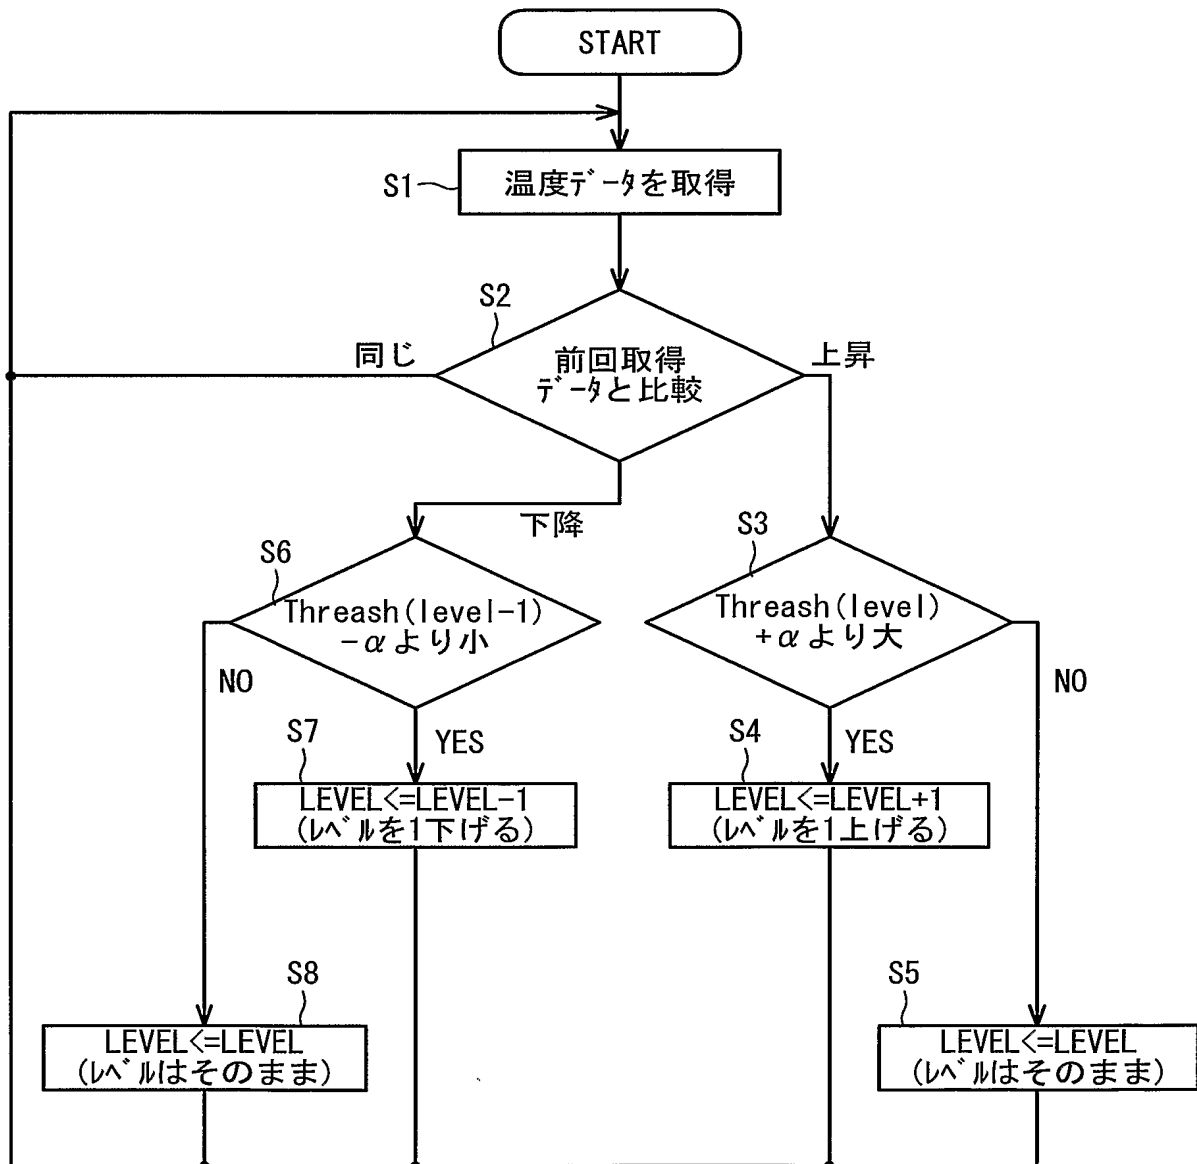 START
S1
温度ﾃﾞｰﾀを取得
S2
前回取得
ﾃﾞｰﾀと比較
同じ
上昇
下降
S6
Threash(level-1)
-αより小
S3
Threash(level)
+αより大
NO
YES
YES
NO
S7
LEVEL<=LEVEL-1
(ﾚﾍﾞﾙを1下げる)
S4
LEVEL<=LEVEL+1
(ﾚﾍﾞﾙを1上げる)
S8
LEVEL<=LEVEL
(ﾚﾍﾞﾙはそのまま)
S5
LEVEL<=LEVEL
(ﾚﾍﾞﾙはそのまま)